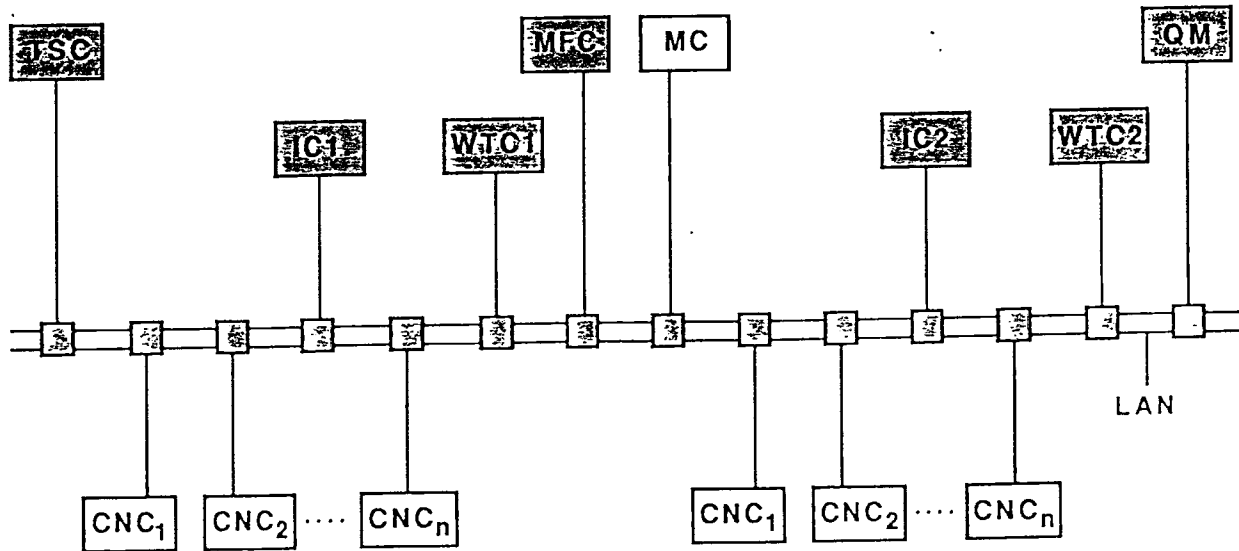 TSC MFC MC QM
IC1 WTC1 IC2 WTC2
LAN
CNC₁ CNC₂ .... CNCₙ CNC₁ CNC₂ .... CNCₙ